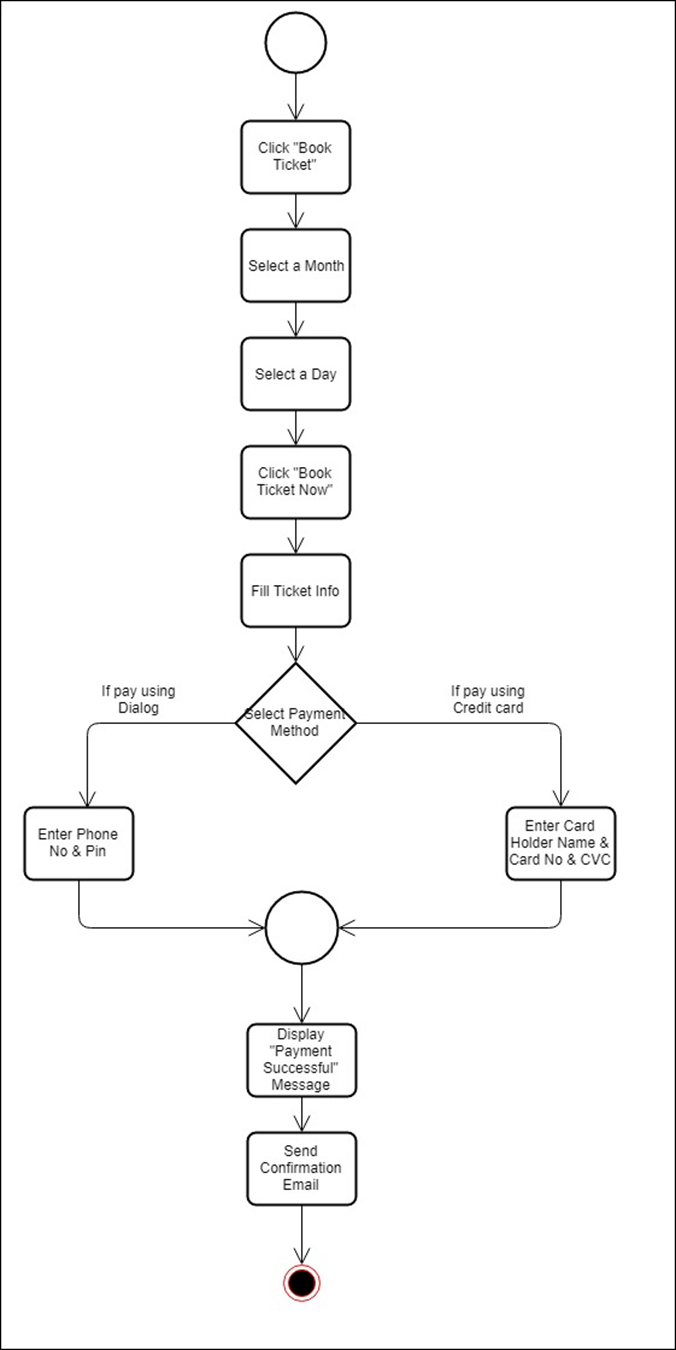 Click "Book
Ticket"
Select a Month
Select a Day
Click "Book
Ticket Now"
Fill Ticket Info
If pay using
Dialog
Select Payment
Method
If pay using
Credit card
Enter Phone
No & Pin
Enter Card
Holder Name &
Card No & CVC
Display
"Payment
Successful"
Message
Send
Confirmation
Email